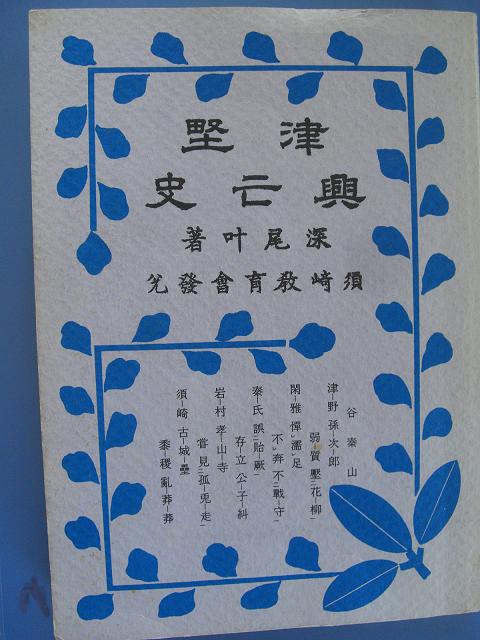 津野
興亡史
深尾叶著
須崎教育會發兌
谷秦山
津野孫次郎
弱質壓花柳
閑雅憚濡足
不奔不戰守
秦氏誤貽厥
存立公子糾
岩村孝山寺
嘗見孤兎走
須崎古城壘
黍稷亂莽莽